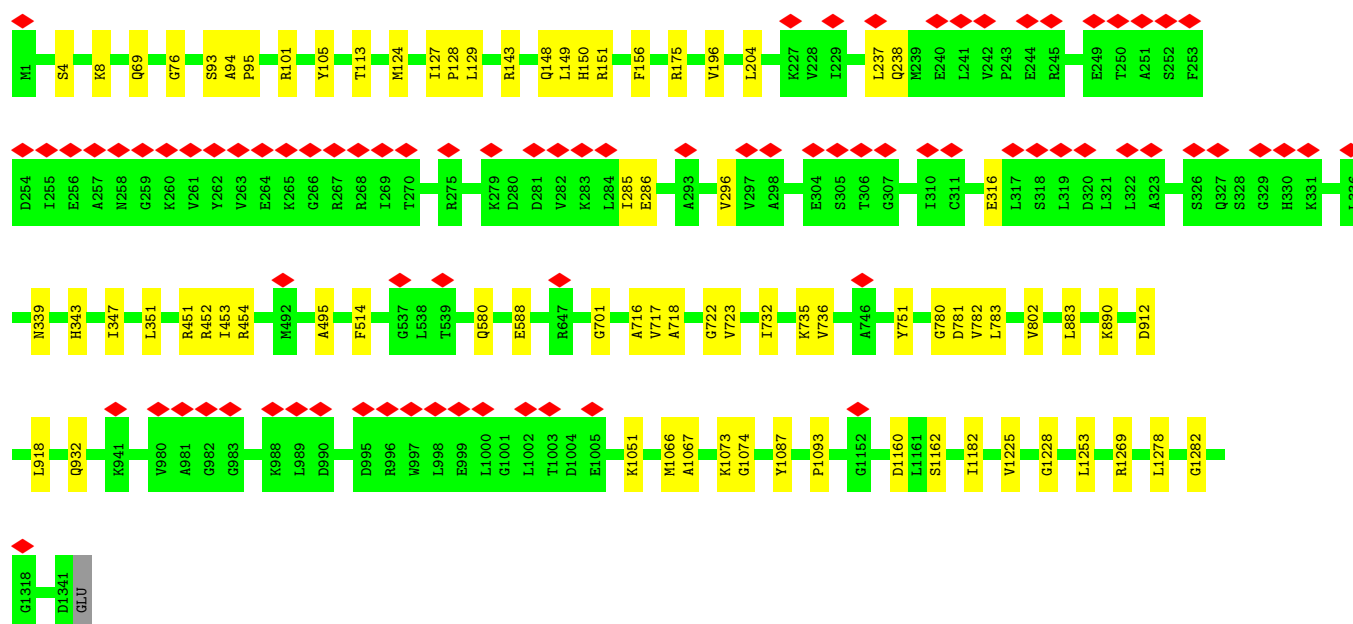 M1 S4 K8 Q69 G76 S93 A94 P95 R101 Y105 T113 M124 I127 P128 L129 R143 Q148 L149 H150 R151 F156 R175 V196 L204 K227 V228 I229 L237 Q238 M239 E240 L241 V242 P243 E244 R245 E249 T250 A251 S252 F253
D254 I255 E256 A257 N258 G259 K260 V261 Y262 V263 E264 K265 G266 R267 R268 I269 T270 R275 K279 D280 D281 V282 K283 L284 I285 E286 A293 V296 V297 A298 E304 S305 T306 G307 I310 C311 E316 L317 S318 L319 D320 L321 L322 A323 S326 Q327 S328 G329 H330 K331 L336
N339 H343 I347 L351 R451 R452 I453 R454 M492 A495 F514 G537 L538 T539 Q580 E588 R647 G701 A716 V717 A718 G722 V723 I732 K735 V736 A746 Y751 G780 D781 V782 L783 V802 L883 K890 D912
L918 Q932 K941 V980 A981 G982 G983 K988 L989 D990 D995 R996 W997 L998 E999 L1000 G1001 L1002 T1003 D1004 E1005 K1051 M1066 A1067 K1073 G1074 Y1087 P1093 G1152 D1160 L1161 S1162 I1182 V1225 G1228 L1253 R1269 L1278 G1282
G1318 D1341 GLU